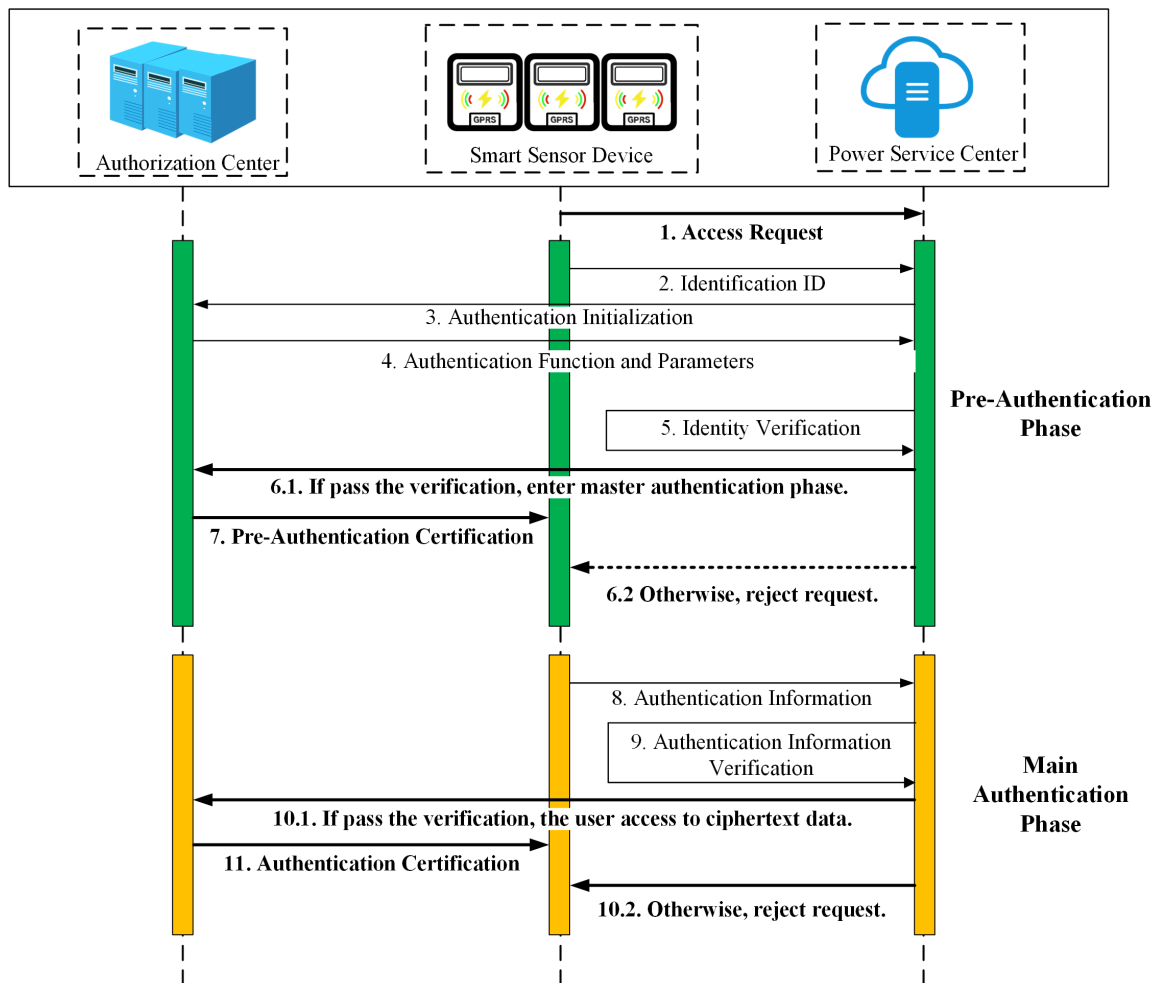 GPRS
GPRS
GPRS
Authorization Center
Smart Sensor Device
Power Service Center
1. Access Request
2. Identification ID
3. Authentication Initialization
4. Authentication Function and Parameters
5. Identity Verification
Pre-Authentication
Phase
6.1. If pass the verification, enter master authentication phase.
7. Pre-Authentication Certification
6.2 Otherwise, reject request.
8. Authentication Information
9. Authentication Information
Verification
Main
Authentication
Phase
10.1. If pass the verification, the user access to ciphertext data.
11. Authentication Certification
10.2. Otherwise, reject request.